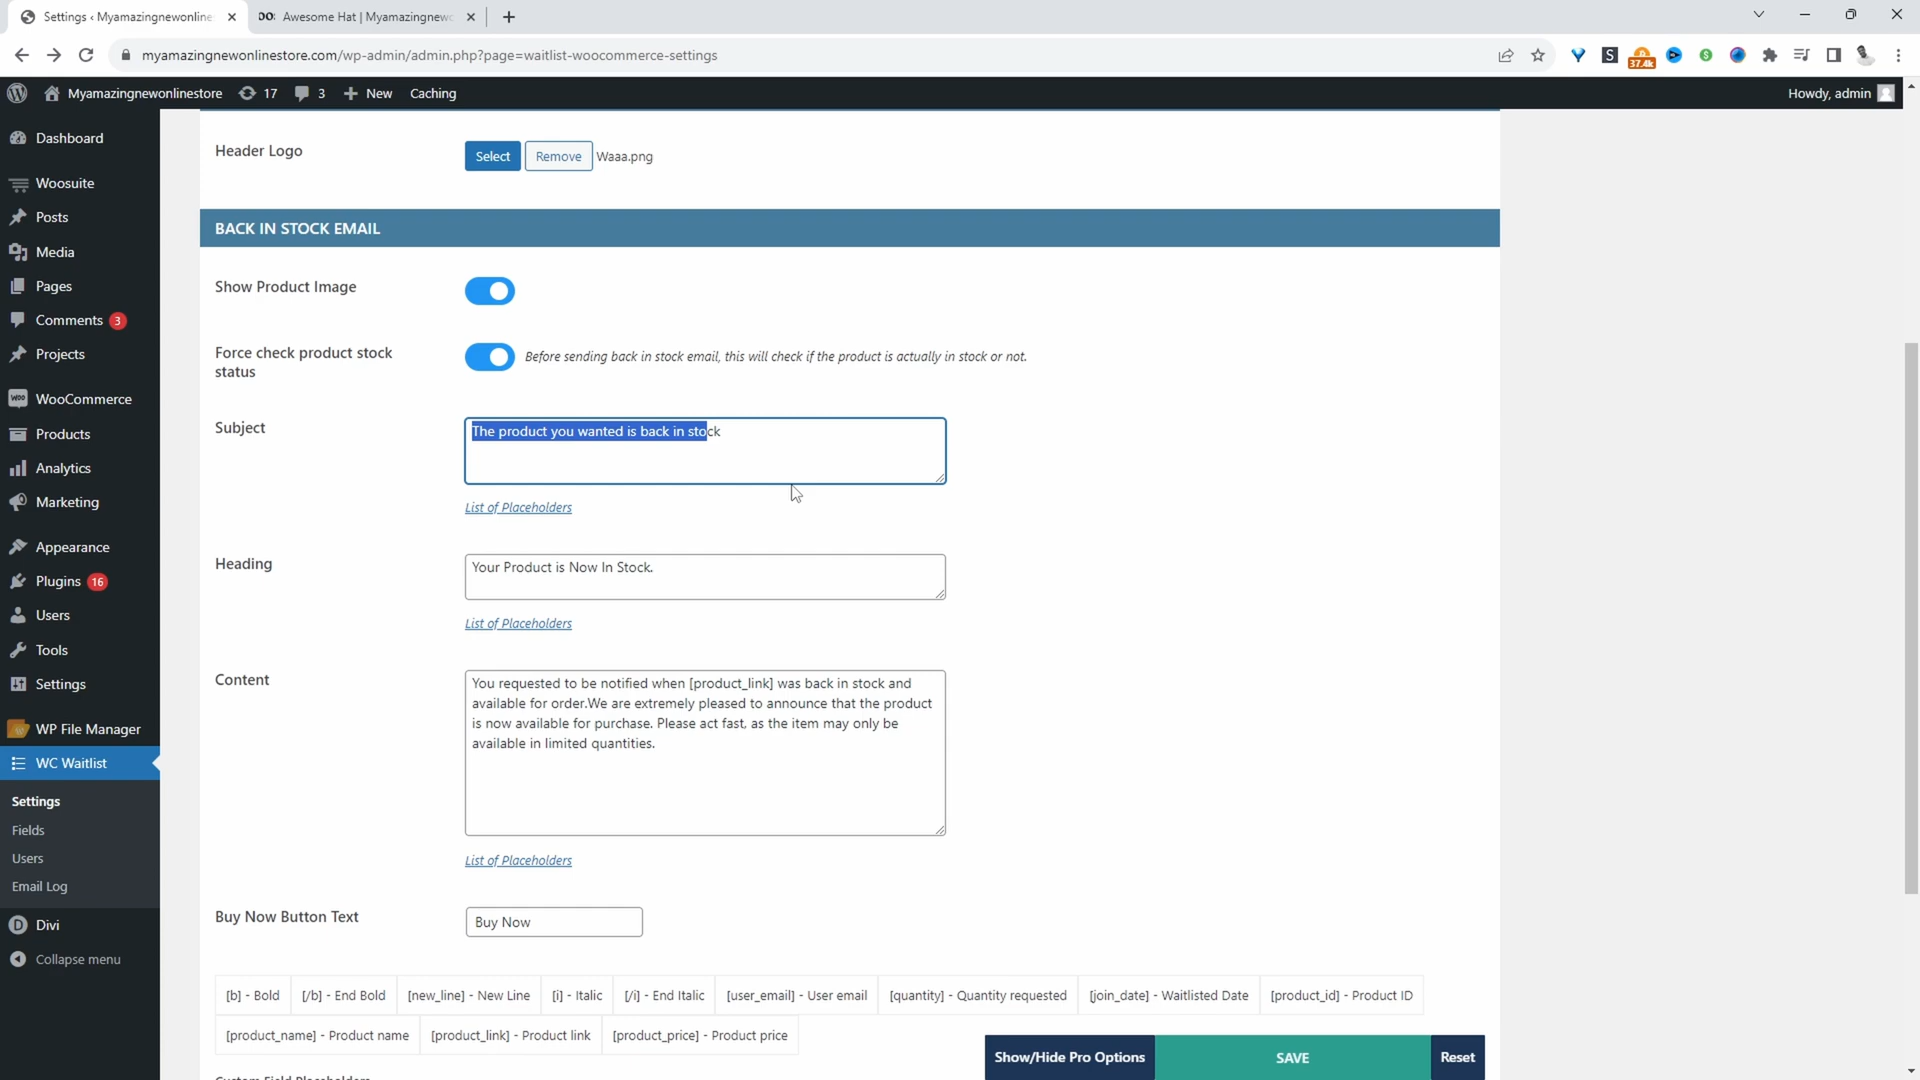 Settings ‹ Myamazingnewonline
Awesome Hat | Myamazingnew
myamazingnewonlinestore.com/wp-admin/admin.php?page=waitlist-woocommerce-settings
37.4k
Myamazingnewonlinestore 17 3 New Caching Howdy, admin
Dashboard
Woosuite
Posts
Media
Pages
Comments 3
Projects
WooCommerce
Products
Analytics
Marketing
Appearance
Plugins 16
Users
Tools
Settings
WP File Manager
WC Waitlist
Settings
Fields
Users
Email Log
Divi
Collapse menu
Header Logo
Select Remove Waaa.png
BACK IN STOCK EMAIL
Show Product Image
Force check product stock
status
Before sending back in stock email, this will check if the product is actually in stock or not.
Subject
The product you wanted is back in stock
List of Placeholders
Heading
Your Product is Now In Stock.
List of Placeholders
Content
You requested to be notified when [product_link] was back in stock and
available for order.We are extremely pleased to announce that the product
is now available for purchase. Please act fast, as the item may only be
available in limited quantities.
List of Placeholders
Buy Now Button Text
Buy Now
[b] - Bold [/b] - End Bold [new_line] - New Line [i] - Italic [/i] - End Italic [user_email] - User email [quantity] - Quantity requested [join_date] - Waitlisted Date [product_id] - Product ID
[product_name] - Product name [product_link] - Product link [product_price] - Product price
Show/Hide Pro Options SAVE Reset